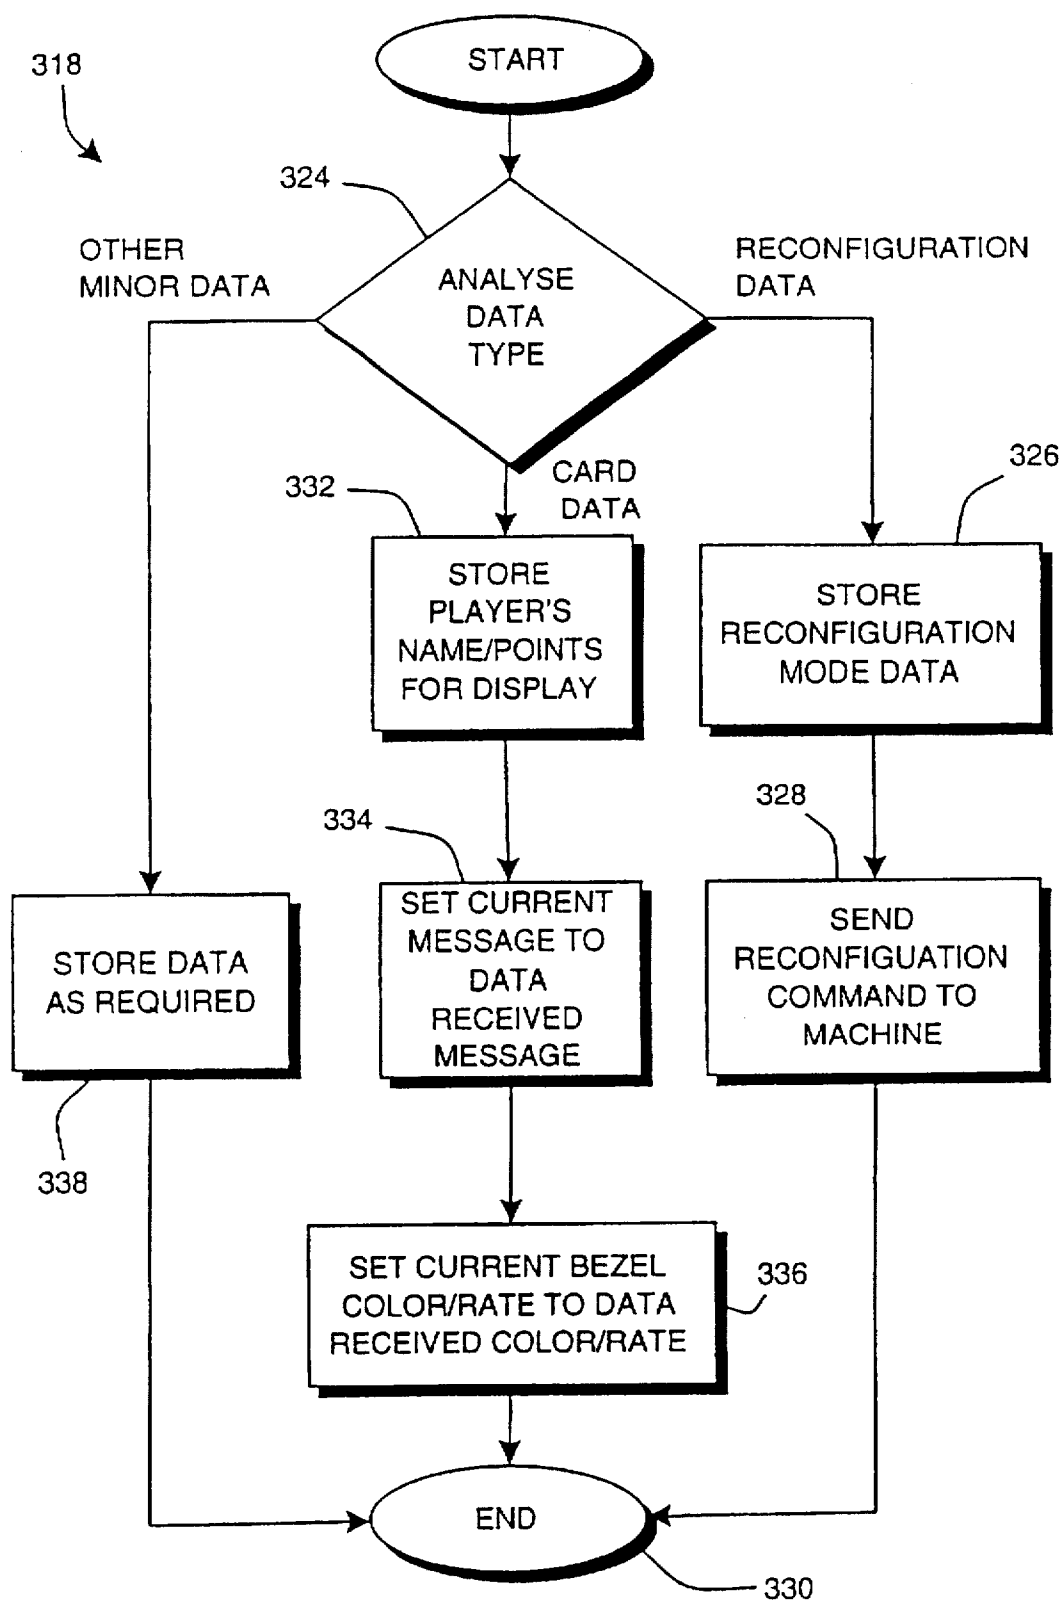 START
318
324
OTHER
MINOR DATA
RECONFIGURATION
DATA
ANALYSE
DATA
TYPE
CARD
DATA
332
326
STORE
PLAYER'S
NAME/POINTS
FOR DISPLAY
STORE
RECONFIGURATION
MODE DATA
334
328
STORE DATA
AS REQUIRED
SET CURRENT
MESSAGE TO
DATA
RECEIVED
MESSAGE
SEND
RECONFIGUATION
COMMAND TO
MACHINE
338
SET CURRENT BEZEL
COLOR/RATE TO DATA
RECEIVED COLOR/RATE
336
END
330